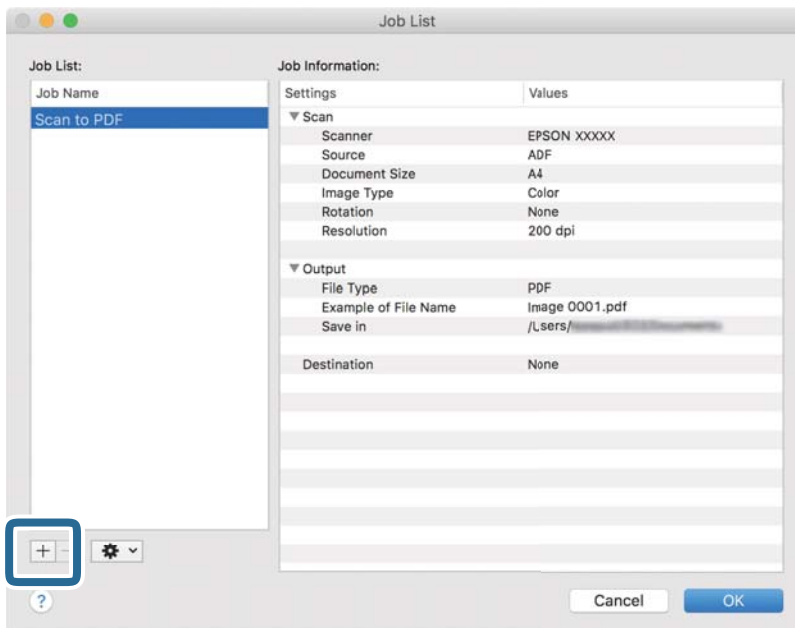 Job List
Job List:
Job Name
Scan to PDF
Job Information:
Settings Values
Scan
Scanner EPSON XXXXX
Source ADF
Document Size A4
Image Type Color
Rotation None
Resolution 200 dpi
Output
File Type PDF
Example of File Name Image 0001.pdf
Save in /Users/
Destination None
+ -
?
Cancel OK